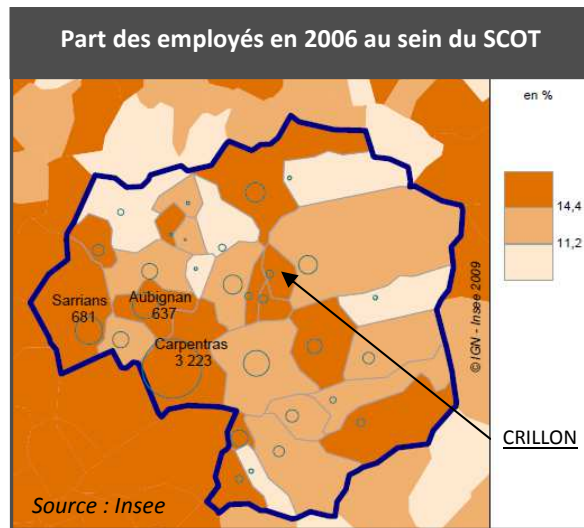 Part des employés en 2006 au sein du SCOT
en %
14,4
11,2
Sarrians
681
Aubignan
637
Carpentras
3 223
© IGN - Insee 2009
CRILLON
Source : Insee